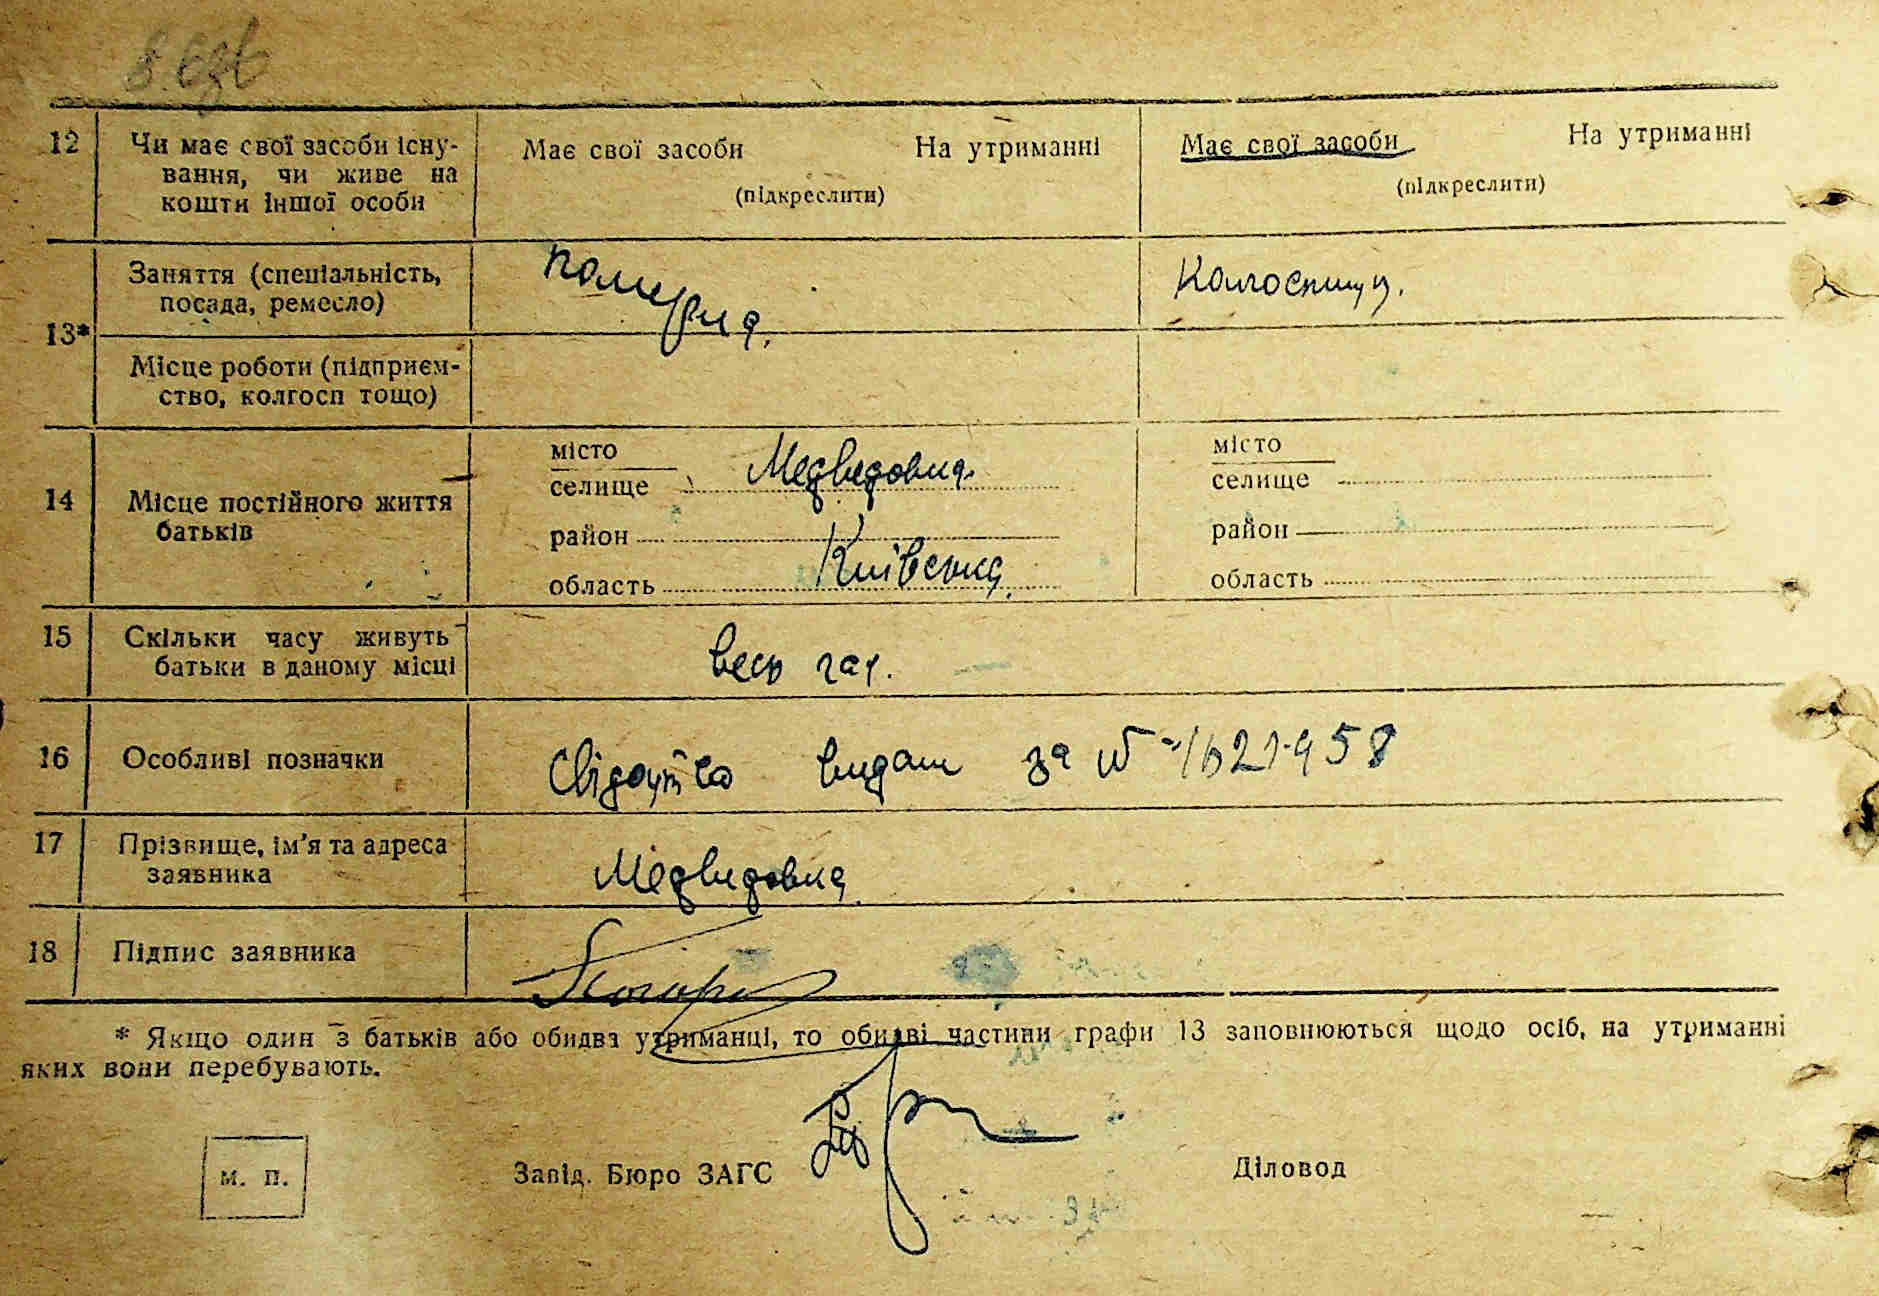 12
Чи має свої засоби існу-
вання, чи живе на
кошти іншої особи
Має свої засоби На утриманні
(підкреслити)
Має свої засоби На утриманні
(підкреслити)
13*
Заняття (спеціальність,
посада, ремесло)
Колгоспниця.
Місце роботи (підприєм-
ство, колгосп тощо)
14
Місце постійного життя
батьків
місто
селище Медведовка
район
область Київська
місто
селище
район
область
15
Скільки часу живуть
батьки в даному місці
весь час.
16
Особливі позначки
Свідоцтво видан за № 1621958
17
Прізвище, ім'я та адреса
заявника
Медведовка
18
Підпис заявника
* Якщо один з батьків або обидва утриманці, то обидві частини графи 13 заповнюються щодо осіб, на утриманні
яких вони перебувають.
М. П.
Завід. Бюро ЗАГС
Діловод